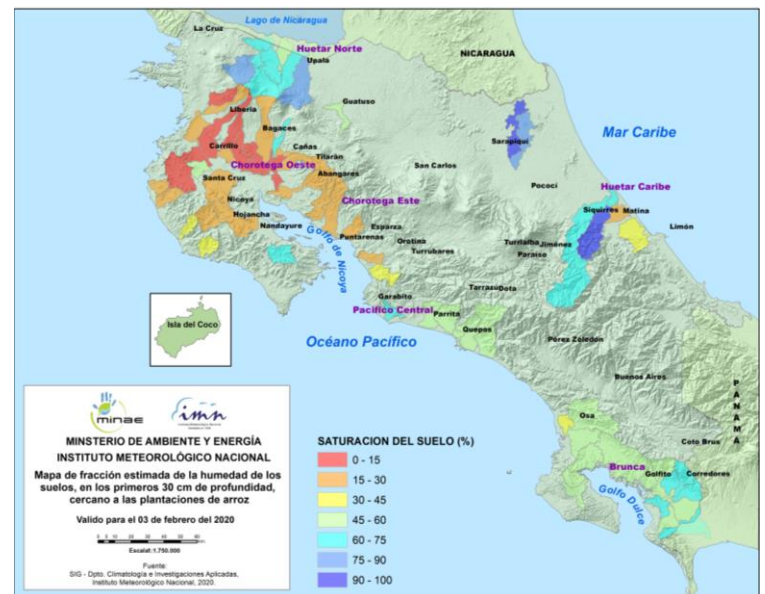 Lago de Nicaragua
La Cruz
NICARAGUA
Huetar Norte
Upala
Guatuso
Liberia
Bagaces
Mar Caribe
Sarapiquí
Carrillo
Cañas
Tilarán
San Carlos
Chorotega Oeste
Abangares
Santa Cruz
Pococí
Huetar Caribe
Nicoya
Chorotega Este
Siquirres
Matina
Hojancha
Esparza
Limón
Nandayure
Golfo de Nicoya
Puntarenas
Orotina
Turrialba
Jiménez
Turrubares
Paraíso
Garabito
Tarrazú
Dota
Isla del Coco
Pacífico Central
Parrita
Quepos
Océano Pacífico
Pérez Zeledón
Buenos Aires
PANAMA
Osa
Coto Brus
Brunca
Golfito
Corredores
Golfo Dulce
minae
imn
MINSTERIO DE AMBIENTE Y ENERGÍA
INSTITUTO METEOROLÓGICO NACIONAL
Mapa de fracción estimada de la humedad de los
suelos, en los primeros 30 cm de profundidad,
cercano a las plantaciones de arroz
Valido para el 03 de febrero del 2020
Escala#:1.750.000
Fuente:
SIG - Dpto. Climatología e Investigaciones Aplicadas,
Instituto Meteorológico Nacional, 2020.
SATURACION DEL SUELO (%)
0 - 15
15 - 30
30 - 45
45 - 60
60 - 75
75 - 90
90 - 100